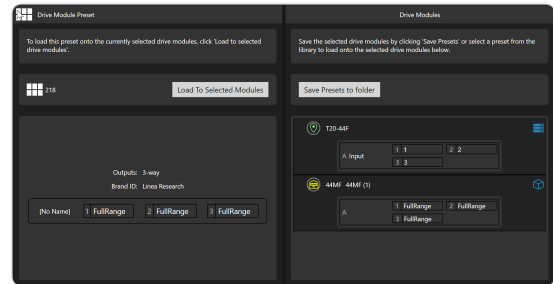 Drive Module Preset
To load this preset onto the currently selected drive modules, click 'Load to selected
drive modules'.
218
Load To Selected Modules
Outputs: 3-way
Brand ID: Linea Research
[No Name] 1 FullRange 2 FullRange 3 FullRange
Drive Modules
Save the selected drive modules by clicking 'Save Presets' or select a preset from the
library to load onto the selected drive modules below.
Save Presets to folder
T20-44F
A Input 1 1 2 2
3 3
44MF 44MF (1)
A 1 FullRange 2 FullRange
3 FullRange